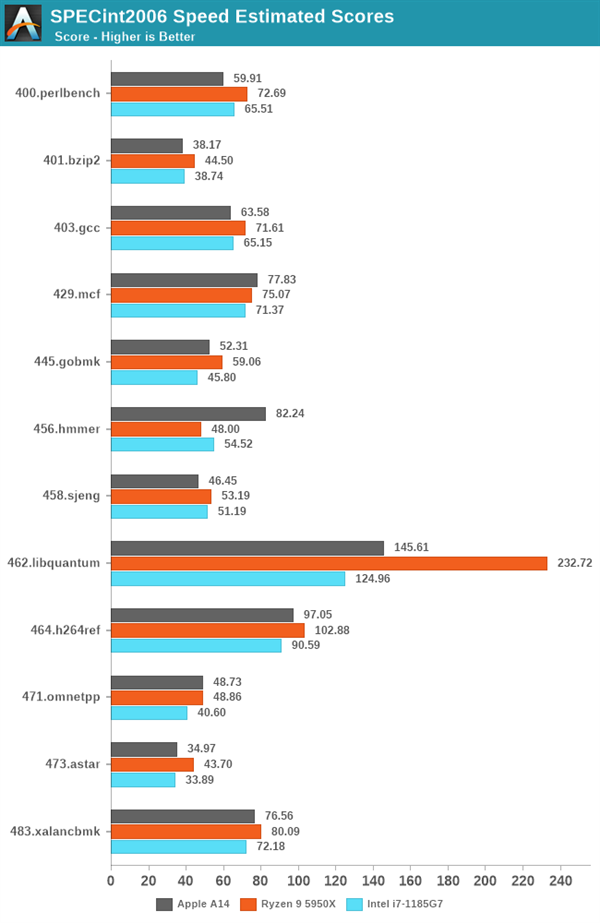 SPECint2006 Speed Estimated Scores
Score - Higher is Better
400.perlbench
59.91
72.69
65.51
401.bzip2
38.17
44.50
38.74
403.gcc
63.58
71.61
65.15
429.mcf
77.83
75.07
71.37
445.gobmk
52.31
59.06
45.80
456.hmmer
82.24
48.00
54.52
458.sjeng
46.45
53.19
51.19
462.libquantum
145.61
232.72
124.96
464.h264ref
97.05
102.88
90.59
471.omnetpp
48.73
48.86
40.60
473.astar
34.97
43.70
33.89
483.xalancbmk
76.56
80.09
72.18
0 20 40 60 80 100 120 140 160 180 200 220 240
Apple A14 Ryzen 9 5950X Intel i7-1185G7